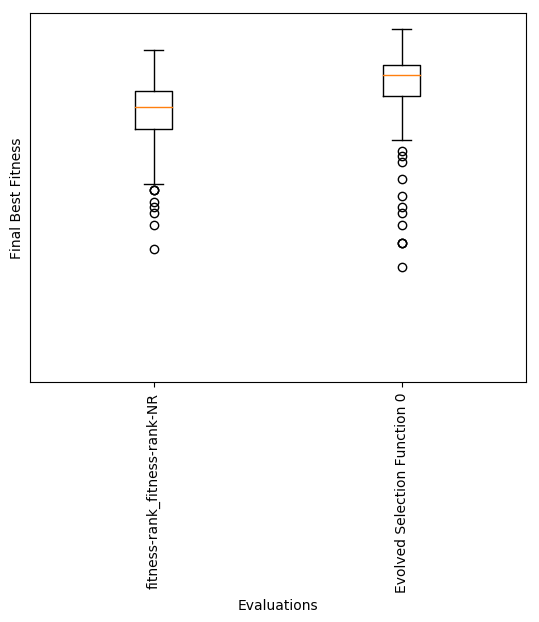 Final Best Fitness
fitness-rank_fitness-rank-NR
Evolved Selection Function 0
Evaluations